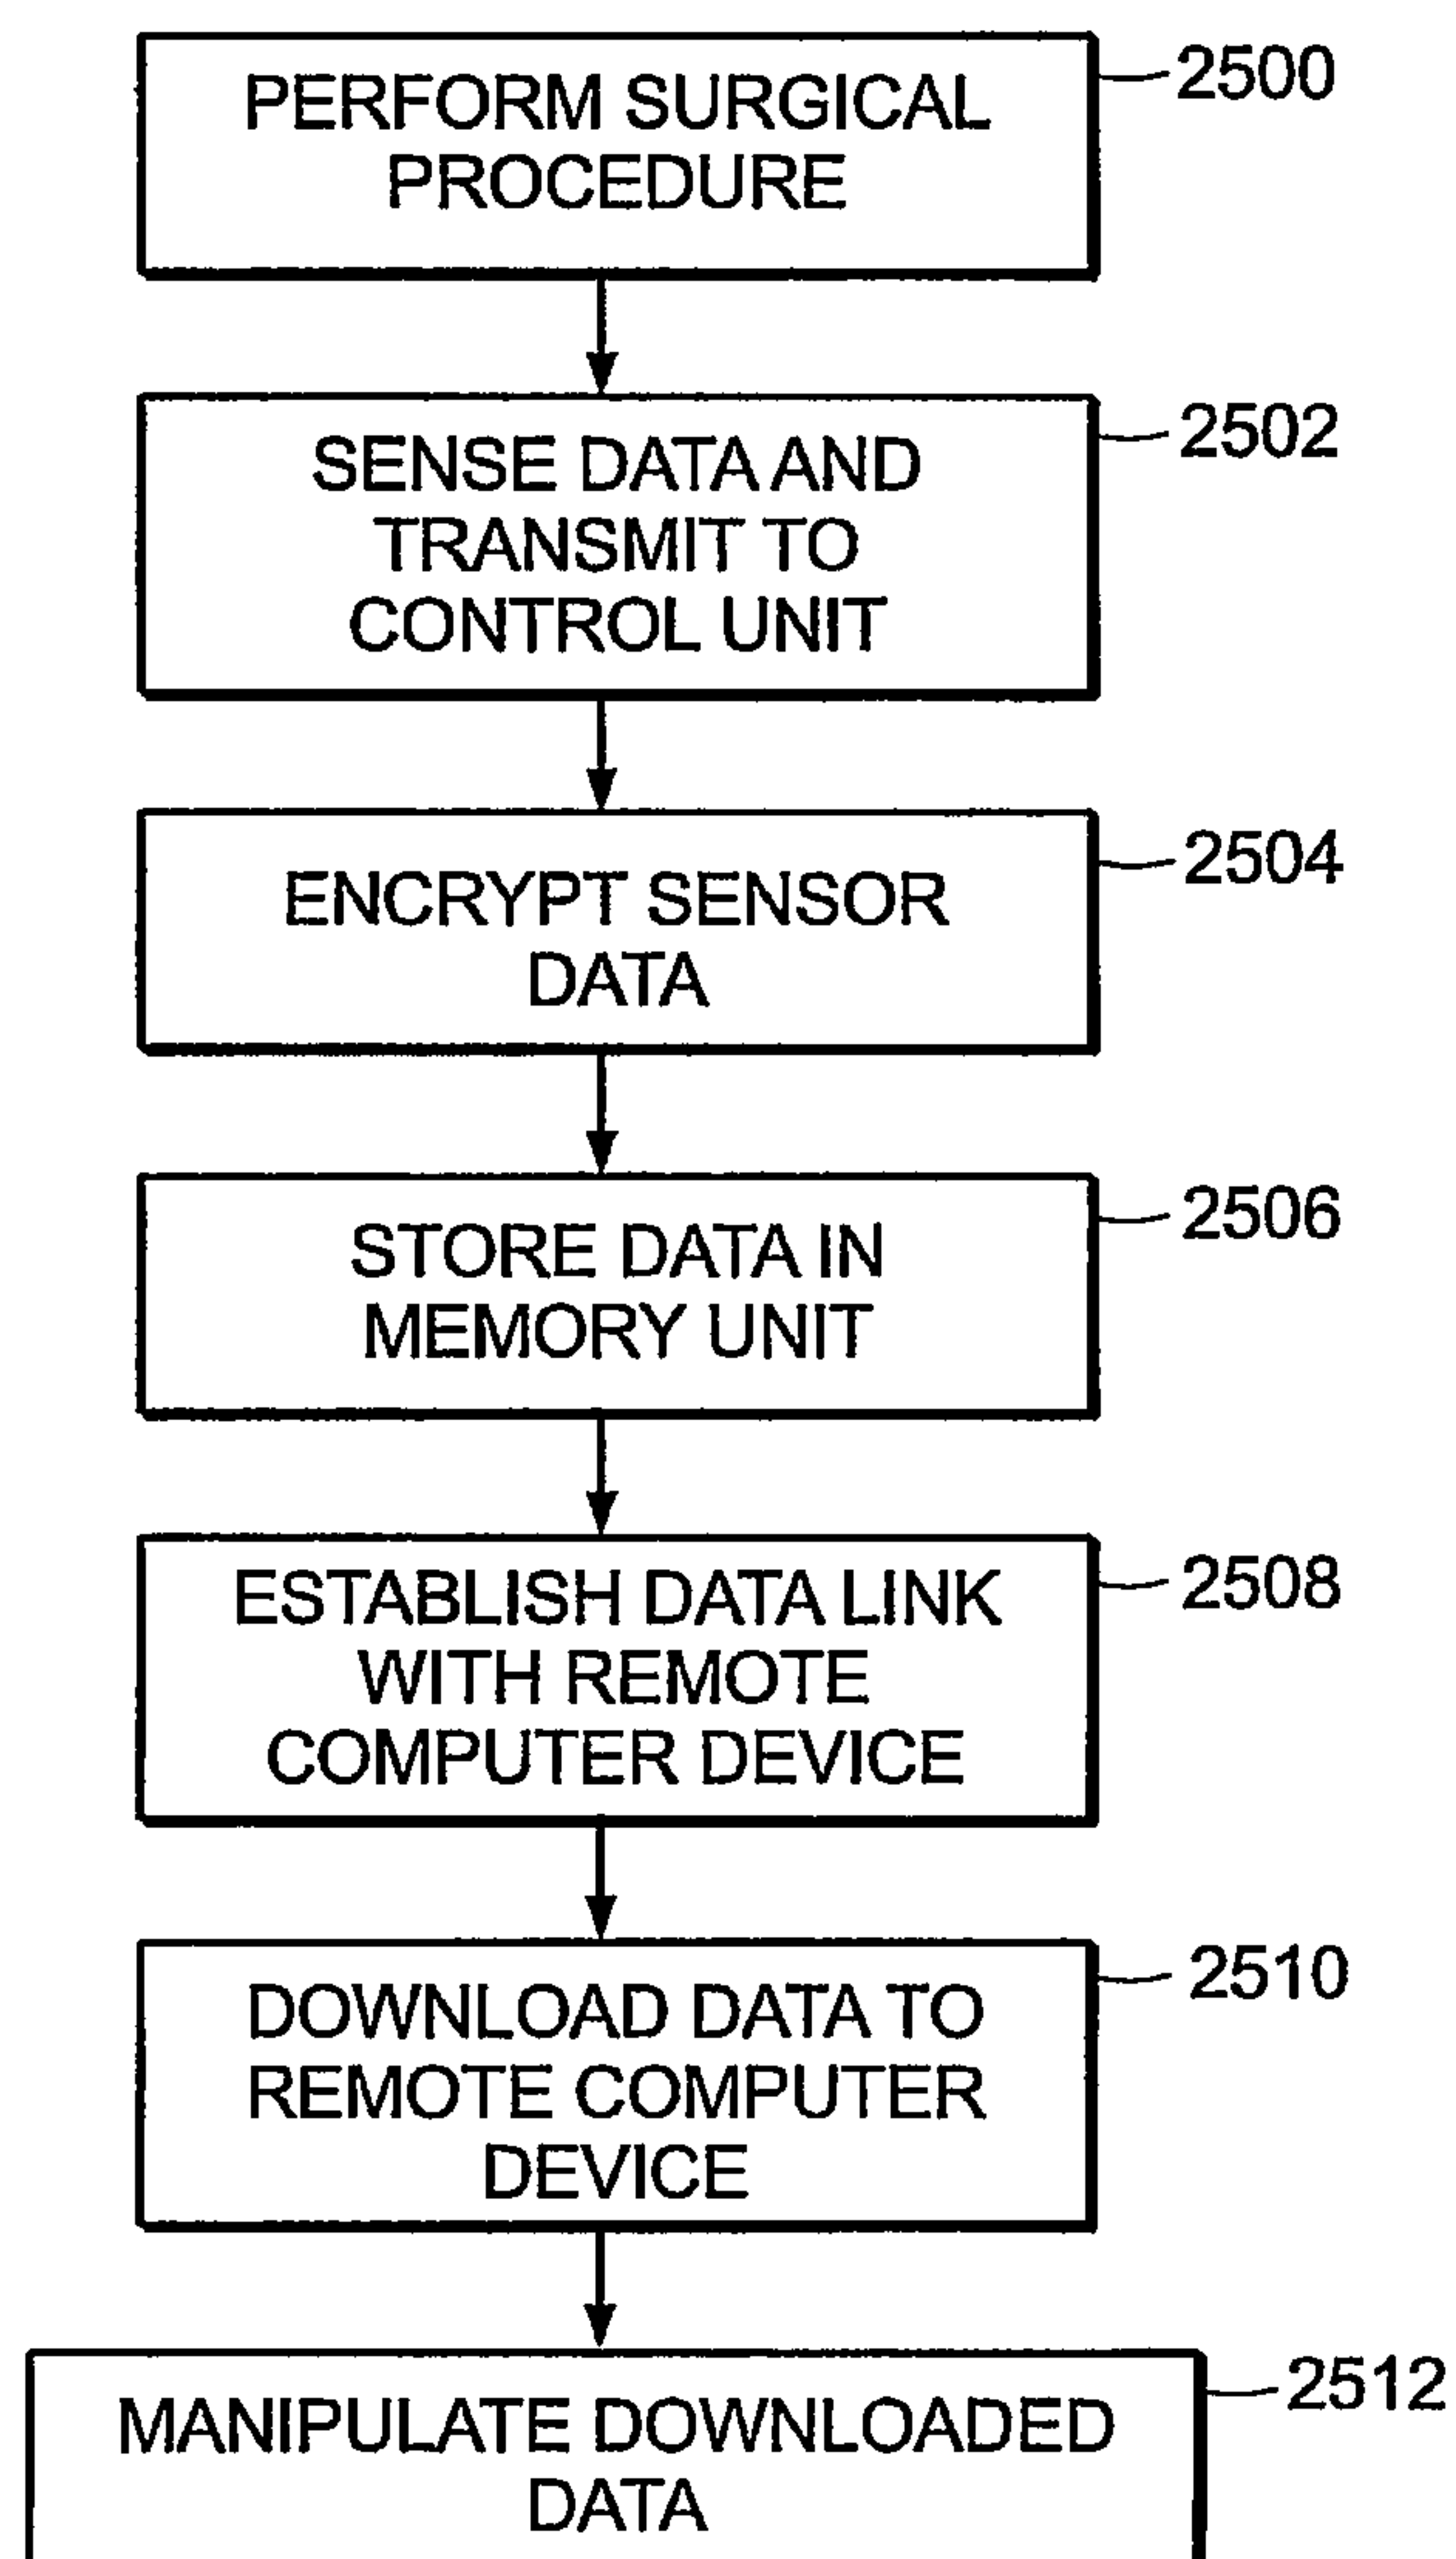 PERFORM SURGICAL
PROCEDURE
2500
SENSE DATA AND
TRANSMIT TO
CONTROL UNIT
2502
ENCRYPT SENSOR
DATA
2504
STORE DATA IN
MEMORY UNIT
2506
ESTABLISH DATA LINK
WITH REMOTE
COMPUTER DEVICE
2508
DOWNLOAD DATA TO
REMOTE COMPUTER
DEVICE
2510
MANIPULATE DOWNLOADED
DATA
2512